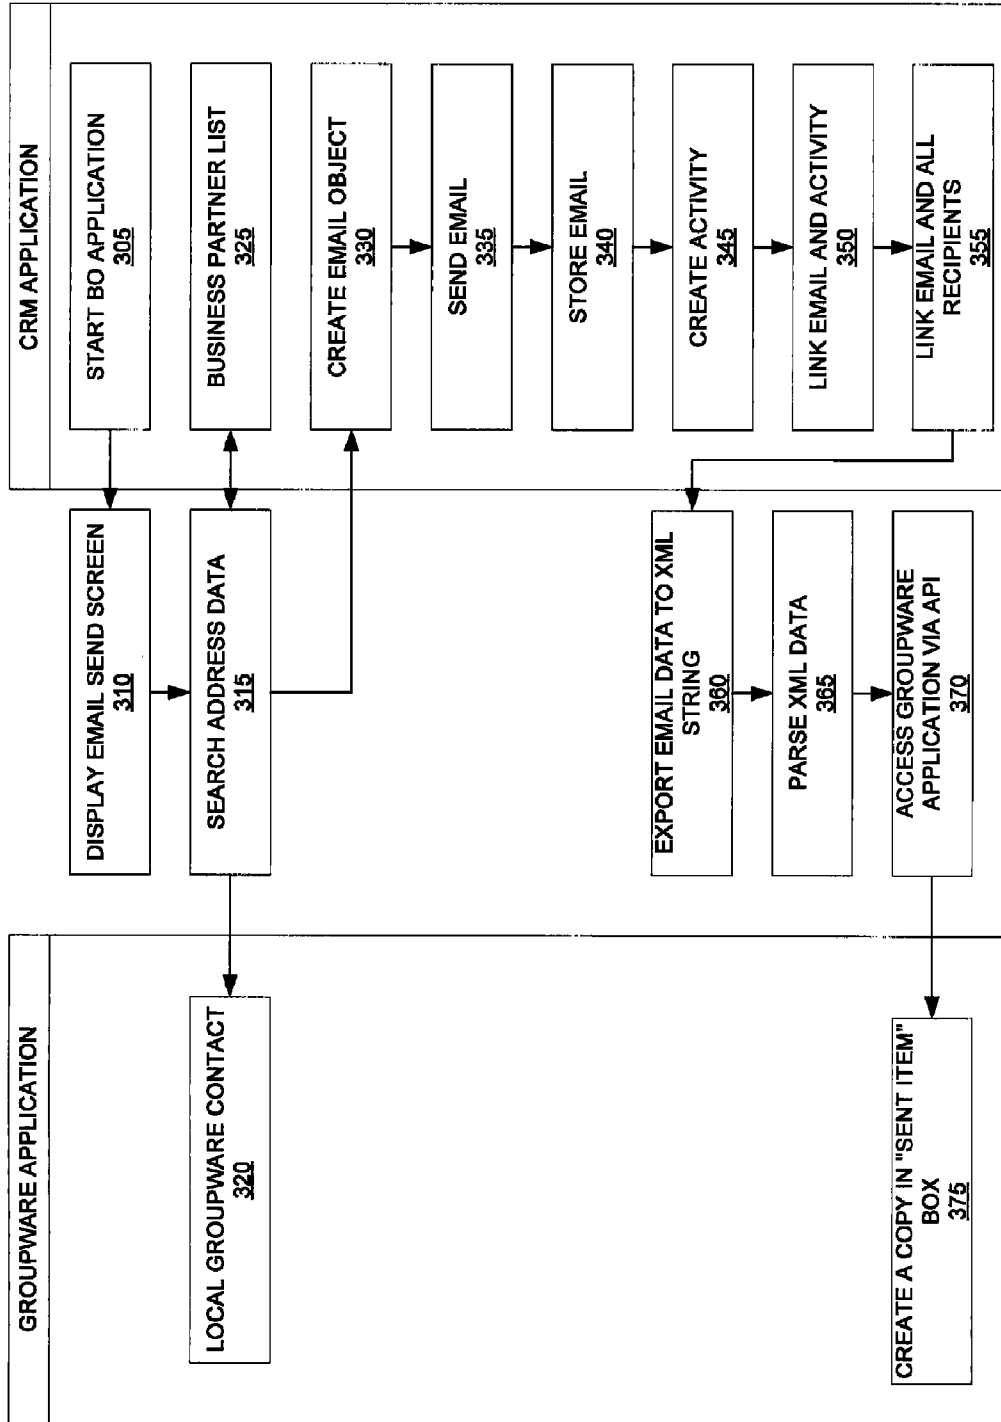 GROUPWARE APPLICATION
CRM APPLICATION
START BO APPLICATION
305
DISPLAY EMAIL SEND SCREEN
310
LOCAL GROUPWARE CONTACT
320
SEARCH ADDRESS DATA
315
BUSINESS PARTNER LIST
325
CREATE EMAIL OBJECT
330
SEND EMAIL
335
STORE EMAIL
340
CREATE ACTIVITY
345
LINK EMAIL AND ACTIVITY
350
LINK EMAIL AND ALL
RECIPIENTS
355
EXPORT EMAIL DATA TO XML
STRING
360
PARSE XML DATA
365
ACCESS GROUPWARE
APPLICATION VIA API
370
CREATE A COPY IN "SENT ITEM"
BOX
375